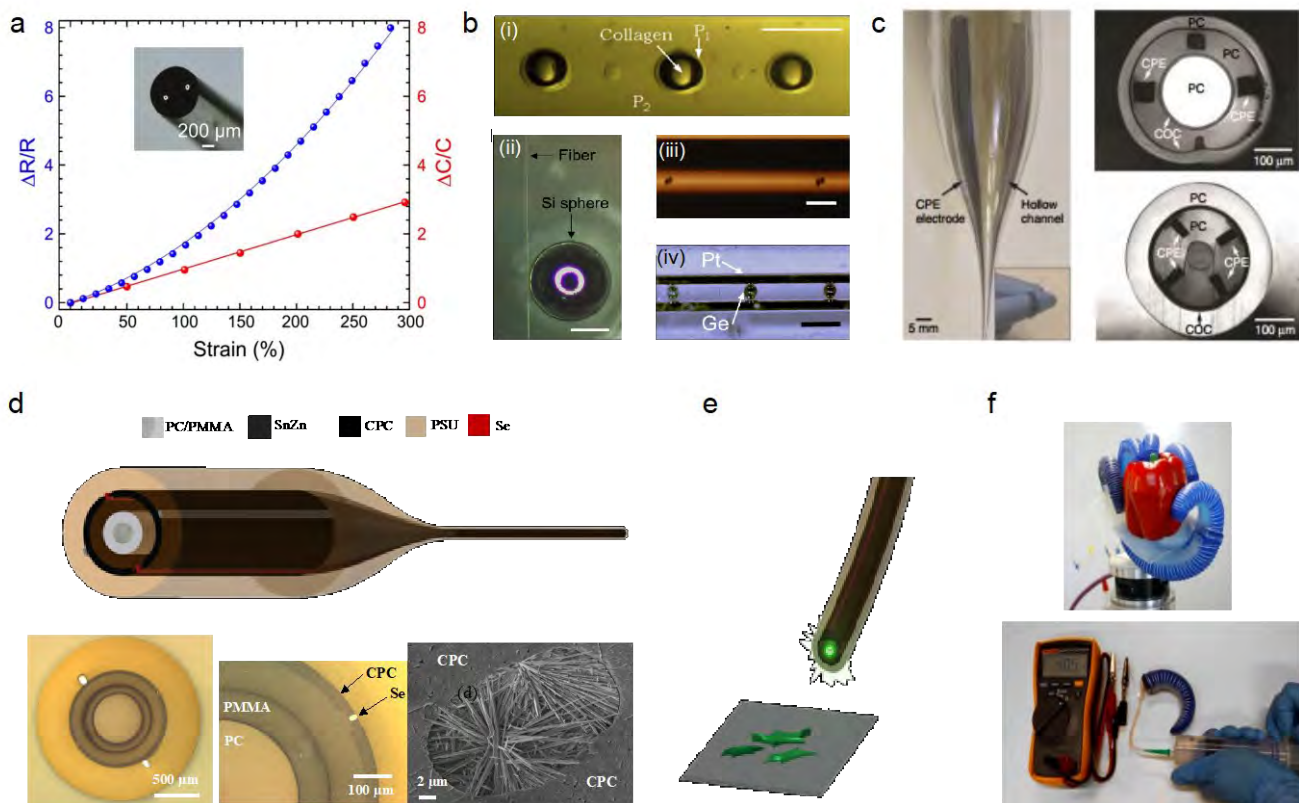 a
8
6
4
2
0
ΔR/R
200 µm
8
6
4
2
0
ΔC/C
0
50
100
150
200
250
300
Strain (%)
b
(i)
Collagen
P1
P2
(ii)
Fiber
Si sphere
(iii)
(iv)
Pt
Ge
c
CPE electrode
Hollow channel
5 mm
PC
PC
CPE
PC
CPE
COC
100 µm
PC
PC
CPE
CPE
COC
100 µm
d
PC/PMMA
SnZn
CPC
PSU
Se
500 µm
CPC
Se
PMMA
PC
100 µm
CPC
(d)
CPC
2 µm
e
f